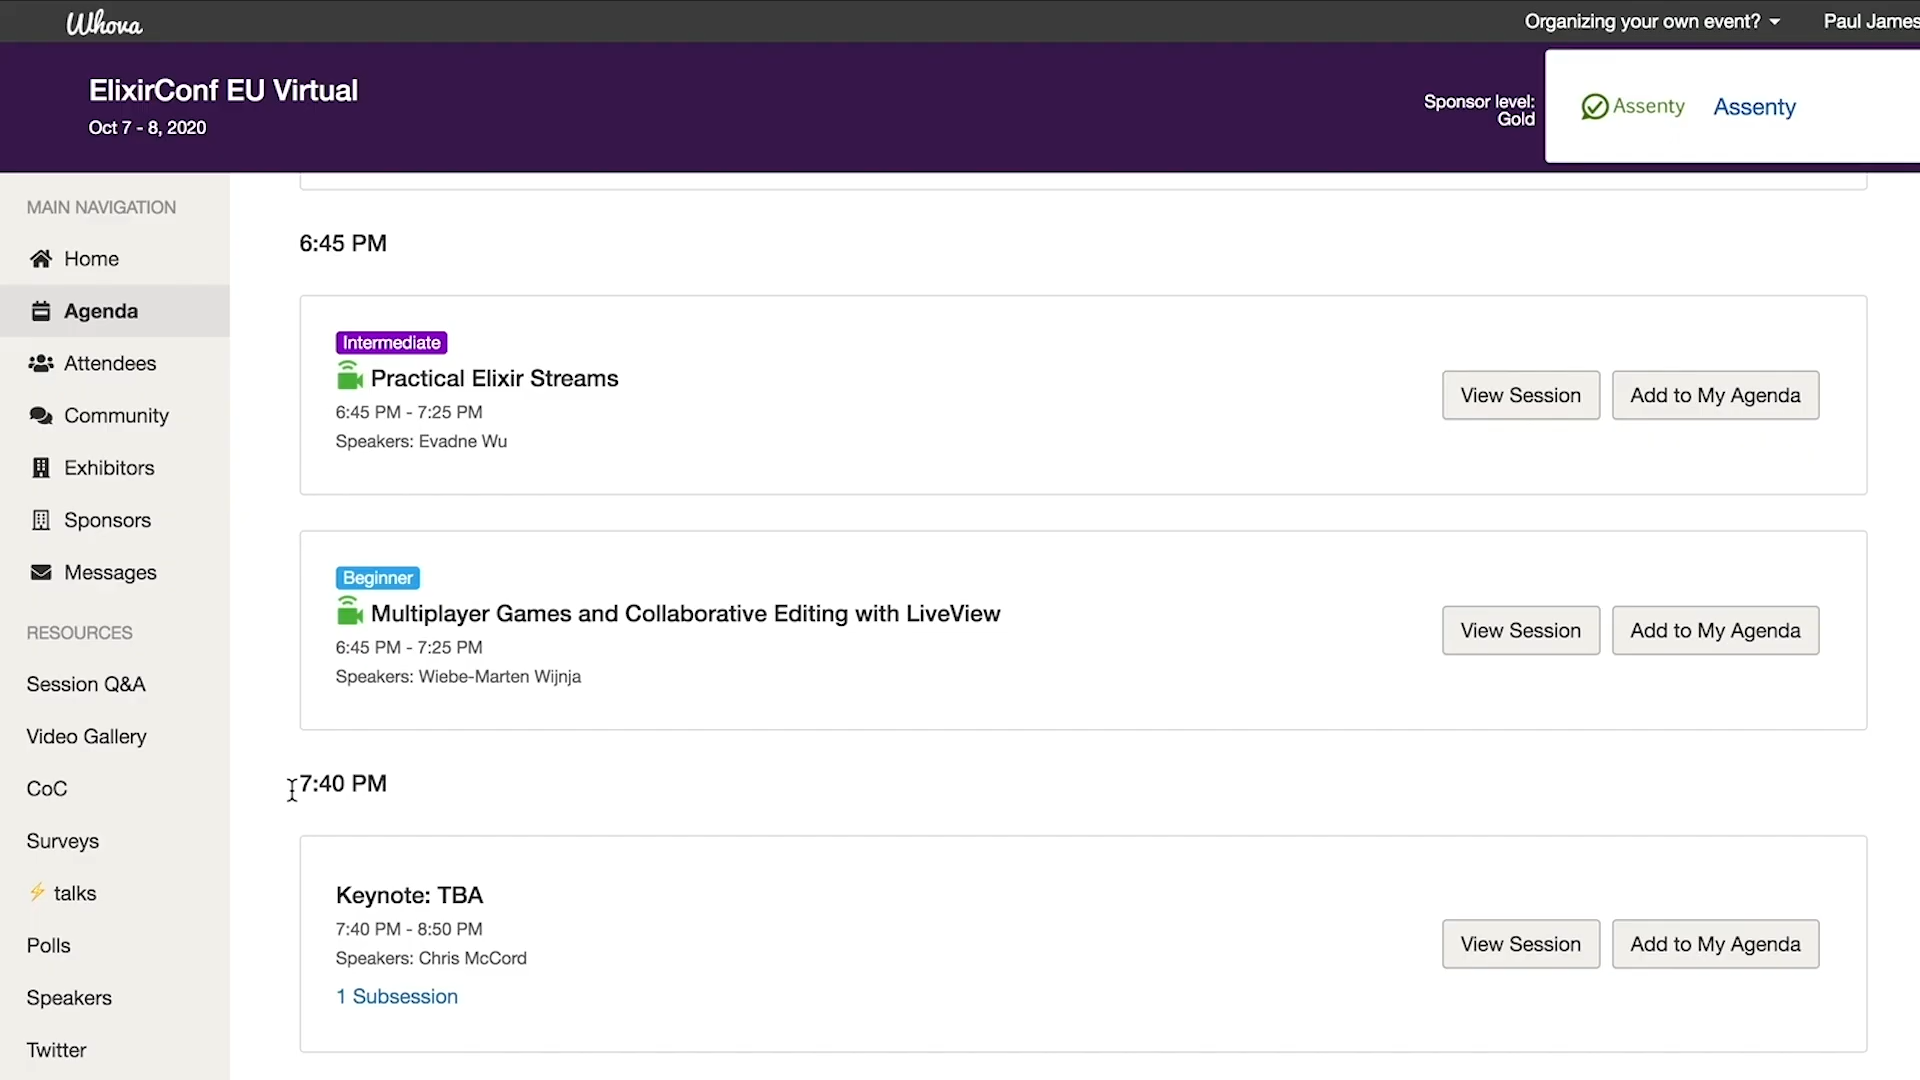 Whova
Organizing your own event?
Paul James
ElixirConf EU Virtual
Oct 7 - 8, 2020
Sponsor level:
Gold
Assenty
Assenty
MAIN NAVIGATION
Home
Agenda
Attendees
Community
Exhibitors
Sponsors
Messages
RESOURCES
Session Q&A
Video Gallery
CoC
Surveys
⚡ talks
Polls
Speakers
Twitter
6:45 PM
Intermediate
Practical Elixir Streams
6:45 PM - 7:25 PM
Speakers: Evadne Wu
View Session
Add to My Agenda
Beginner
Multiplayer Games and Collaborative Editing with LiveView
6:45 PM - 7:25 PM
Speakers: Wiebe-Marten Wijnja
View Session
Add to My Agenda
7:40 PM
Keynote: TBA
7:40 PM - 8:50 PM
Speakers: Chris McCord
1 Subsession
View Session
Add to My Agenda